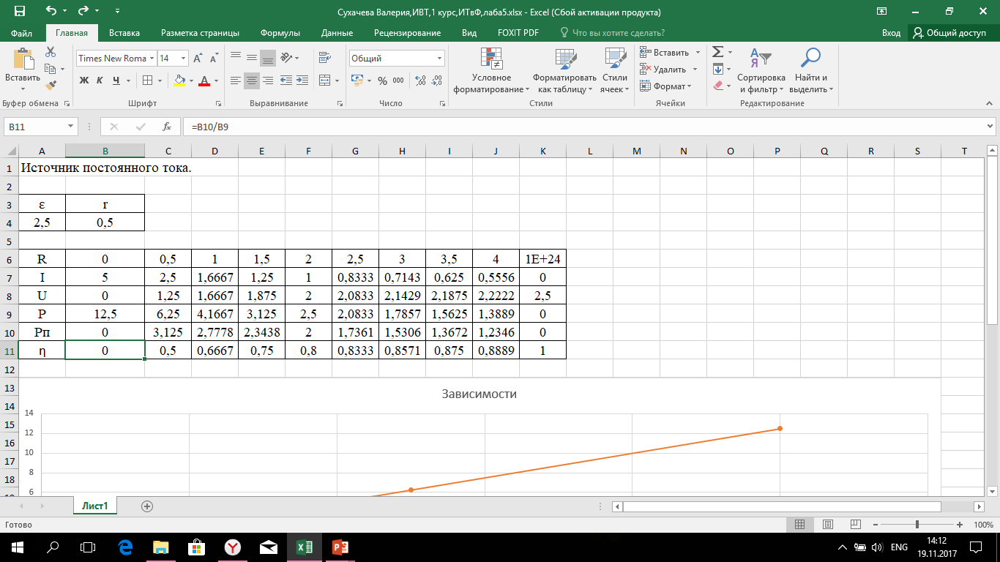 Сухачева Валерия,ИВТ,1 курс,ИТвФ,лаба5.xlsx - Excel (Сбой активации продукта)
Файл Главная Вставка Разметка страницы Формулы Данные Рецензирование Вид FOXIT PDF Что вы хотите сделать? Вход Общий доступ
Вставить
Буфер обмена
Times New Roma 14
Ж К Ч
Шрифт
Выравнивание
Общий
% 000
Число
Условное форматирование
Форматировать как таблицу
Стили ячеек
Стили
Вставить
Удалить
Формат
Ячейки
Сортировка и фильтр
Найти и выделить
Редактирование
B11 fx =B10/B9
A B C D E F G H I J K L M N O P Q R S T
1 Источник постоянного тока.
2
3 ε r
4 2,5 0,5
5
6 R 0 0,5 1 1,5 2 2,5 3 3,5 4 1E+24
7 I 5 2,5 1,6667 1,25 1 0,8333 0,7143 0,625 0,5556 0
8 U 0 1,25 1,6667 1,875 2 2,0833 2,1429 2,1875 2,2222 2,5
9 P 12,5 6,25 4,1667 3,125 2,5 2,0833 1,7857 1,5625 1,3889 0
10 Pп 0 3,125 2,7778 2,3438 2 1,7361 1,5306 1,3672 1,2346 0
11 η 0 0,5 0,6667 0,75 0,8 0,8333 0,8571 0,875 0,8889 1
12
13 Зависимости
14 14
15 12
16 10
17
18 8
6
Лист1
Готово 100%
ENG 14:12
19.11.2017